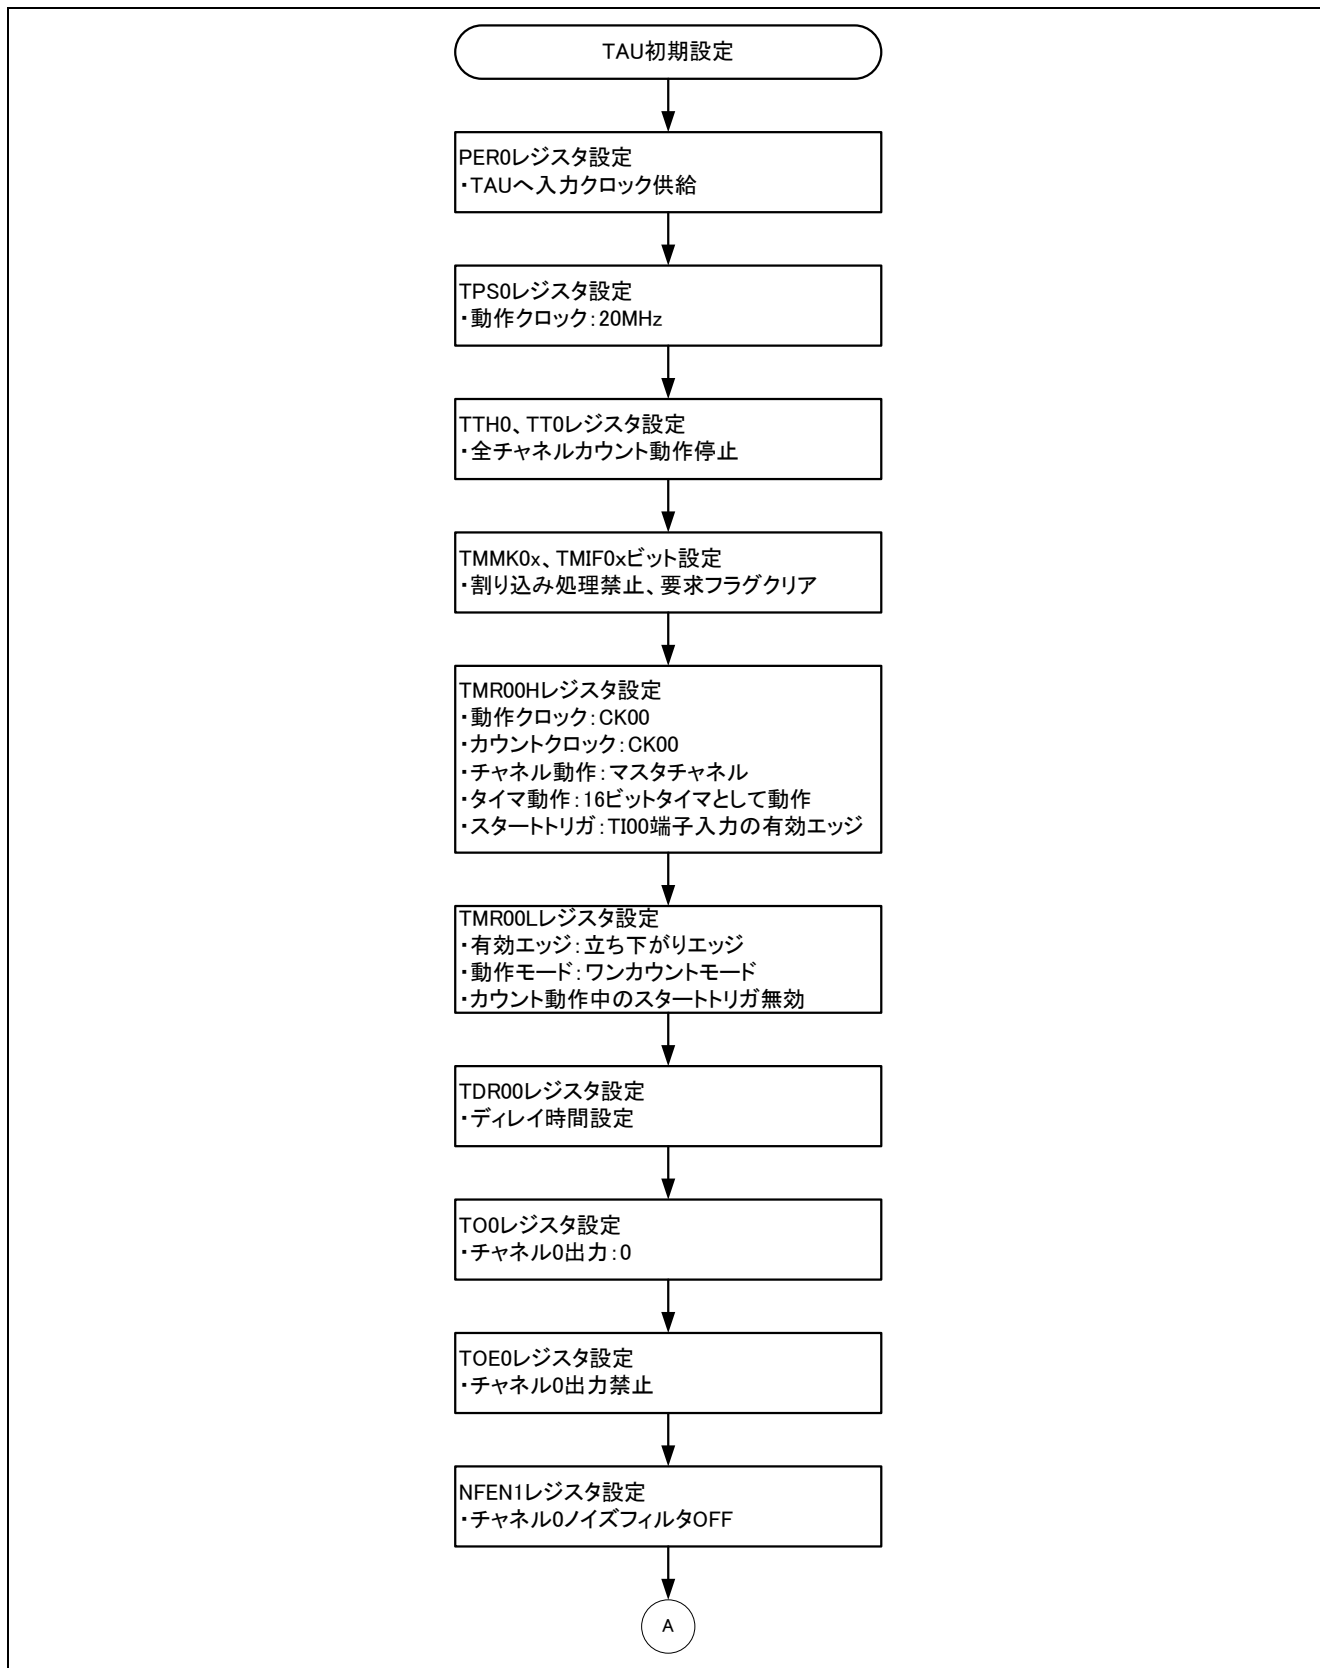 TAU初期設定
PER0レジスタ設定
・TAUへ入力クロック供給
TPS0レジスタ設定
・動作クロック：20MHz
TTH0、TT0レジスタ設定
・全チャネルカウント動作停止
TMMK0x、TMIF0xビット設定
・割り込み処理禁止、要求フラグクリア
TMR00Hレジスタ設定
・動作クロック：CK00
・カウントクロック：CK00
・チャネル動作：マスタチャネル
・タイマ動作：16ビットタイマとして動作
・スタートトリガ：TI00端子入力の有効エッジ
TMR00Lレジスタ設定
・有効エッジ：立ち下がりエッジ
・動作モード：ワンカウントモード
・カウント動作中のスタートトリガ無効
TDR00レジスタ設定
・ディレイ時間設定
TO0レジスタ設定
・チャネル0出力：0
TOE0レジスタ設定
・チャネル0出力禁止
NFEN1レジスタ設定
・チャネル0ノイズフィルタOFF
A